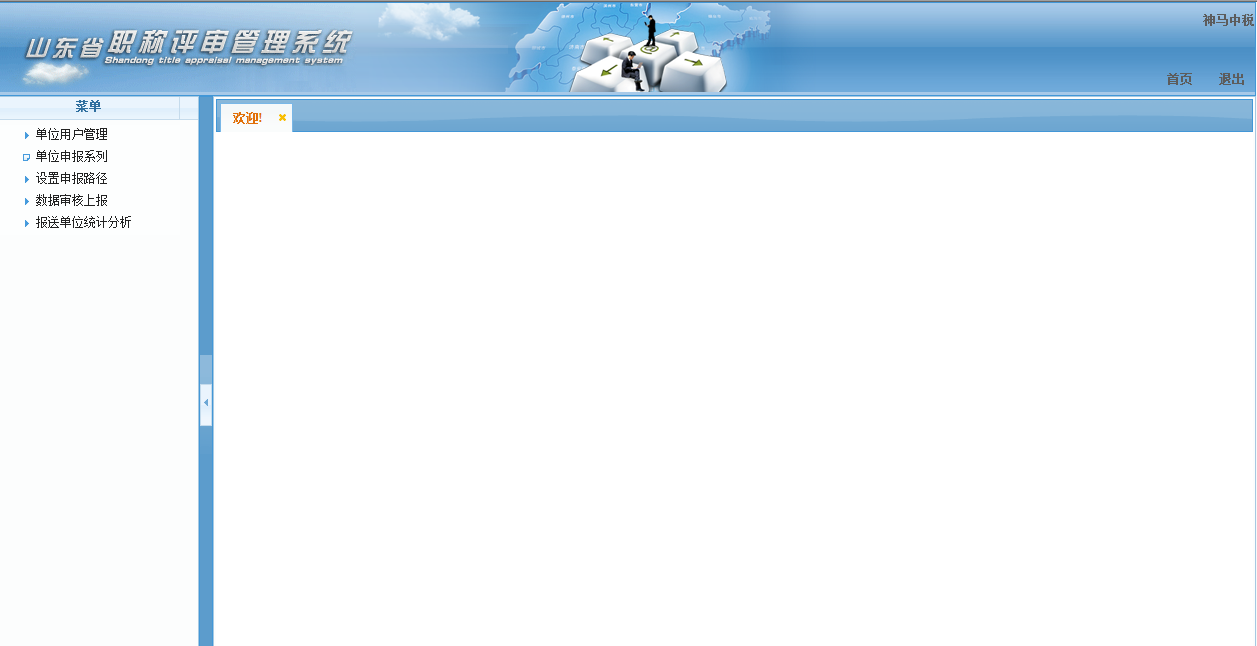 神马中税
山东省职称评审管理系统
Shandong title appraisal management system
首页 退出
菜单
欢迎!
单位用户管理
单位申报系列
设置申报路径
数据审核上报
报送单位统计分析